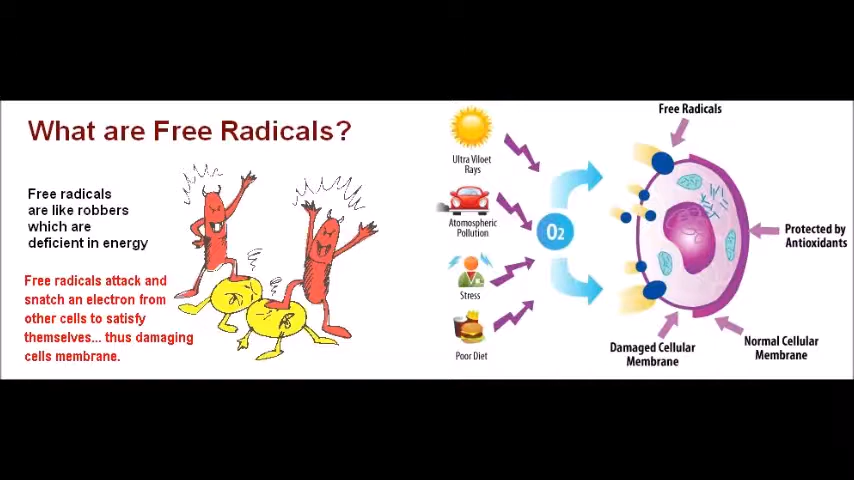 What are Free Radicals?
Free radicals
are like robbers
which are
deficient in energy
Free radicals attack and
snatch an electron from
other cells to satisfy
themselves... thus damaging
cells membrane.
Ultra Viloet
Rays
Atomospheric
Pollution
Stress
Poor Diet
O2
Free Radicals
Protected by
Antioxidants
Damaged Cellular
Membrane
Normal Cellular
Membrane